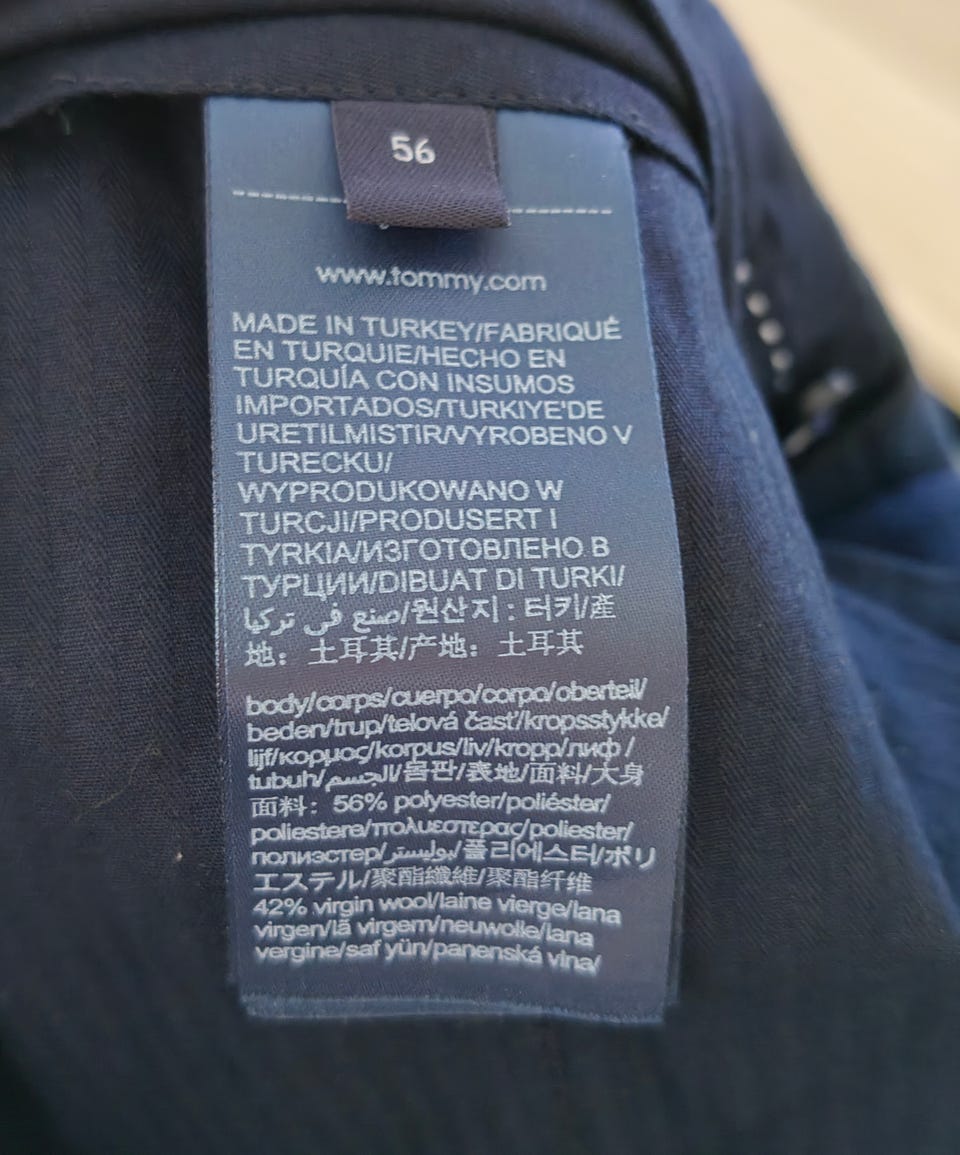 56
www.tommy.com
MADE IN TURKEY/FABRIQUÉ
EN TURQUIE/HECHO EN
TURQUÍA CON INSUMOS
IMPORTADOS/TURKIYE'DE
URETILMISTIR/VYROBENO V
TURECKU/
WYPRODUKOWANO W
TURCJI/PRODUSERT I
TYRKIA/ИЗГОТОВЛЕНО В
ТУРЦИИ/DIBUAT DI TURKI/
صنع في تركيا/원산지: 터키/產
地: 土耳其/产地: 土耳其
body/corps/cuerpo/corpo/oberteil/
beden/trup/telová časť/kropsstykke/
lijf/κορμος/korpus/liv/kropp/лиф /
tubuh/الجسم/몸판/表地/面料/大身
面料: 56% polyester/poliéster/
poliestere/πολυεστερας/poliester/
полиэстер/بوليستر/폴리에스터/ポリ
エステル/聚酯纖維/聚酯纤维
42% virgin wool/laine vierge/lana
virgen/lã virgem/neuwolle/lana
vergine/saf yün/panenská vlna/